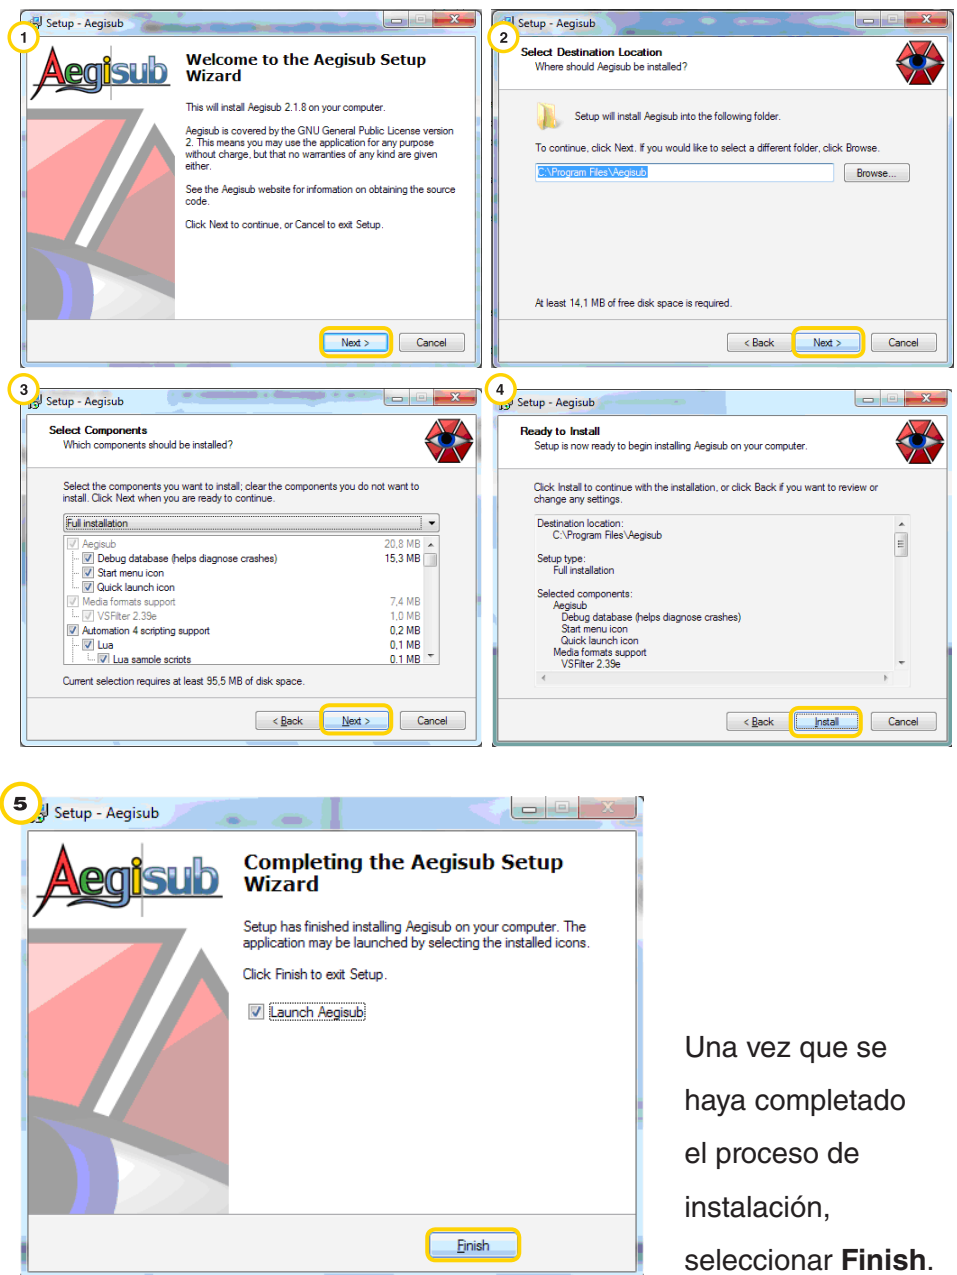 1
Setup - Aegisub
Aegisub
Welcome to the Aegisub Setup
Wizard
This will install Aegisub 2.1.8 on your computer.
Aegisub is covered by the GNU General Public License version
2. This means you may use the application for any purpose
without charge, but that no warranties of any kind are given
either.
See the Aegisub website for information on obtaining the source
code.
Click Next to continue, or Cancel to exit Setup.
Next >
Cancel
2
Setup - Aegisub
Select Destination Location
Where should Aegisub be installed?
Setup will install Aegisub into the following folder.
To continue, click Next. If you would like to select a different folder, click Browse.
C:\Program Files\Aegisub
Browse...
At least 14,1 MB of free disk space is required.
< Back
Next >
Cancel
3
Setup - Aegisub
Select Components
Which components should be installed?
Select the components you want to install; clear the components you do not want to
install. Click Next when you are ready to continue.
Full installation
Aegisub 20,8 MB
Debug database (helps diagnose crashes) 15,3 MB
Start menu icon
Quick launch icon
Media formats support 7,4 MB
VSFilter 2.39e 1,0 MB
Automation 4 scripting support 0,2 MB
Lua 0,1 MB
Lua sample scripts 0,1 MB
Current selection requires at least 95,5 MB of disk space.
< Back
Next >
Cancel
4
Setup - Aegisub
Ready to Install
Setup is now ready to begin installing Aegisub on your computer.
Click Install to continue with the installation, or click Back if you want to review or
change any settings.
Destination location:
C:\Program Files\Aegisub
Setup type:
Full installation
Selected components:
Aegisub
Debug database (helps diagnose crashes)
Start menu icon
Quick launch icon
Media formats support
VSFilter 2.39e
< Back
Install
Cancel
5
Setup - Aegisub
Aegisub
Completing the Aegisub Setup
Wizard
Setup has finished installing Aegisub on your computer. The
application may be launched by selecting the installed icons.
Click Finish to exit Setup.
Launch Aegisub
Finish
Una vez que se
haya completado
el proceso de
instalación,
seleccionar Finish.